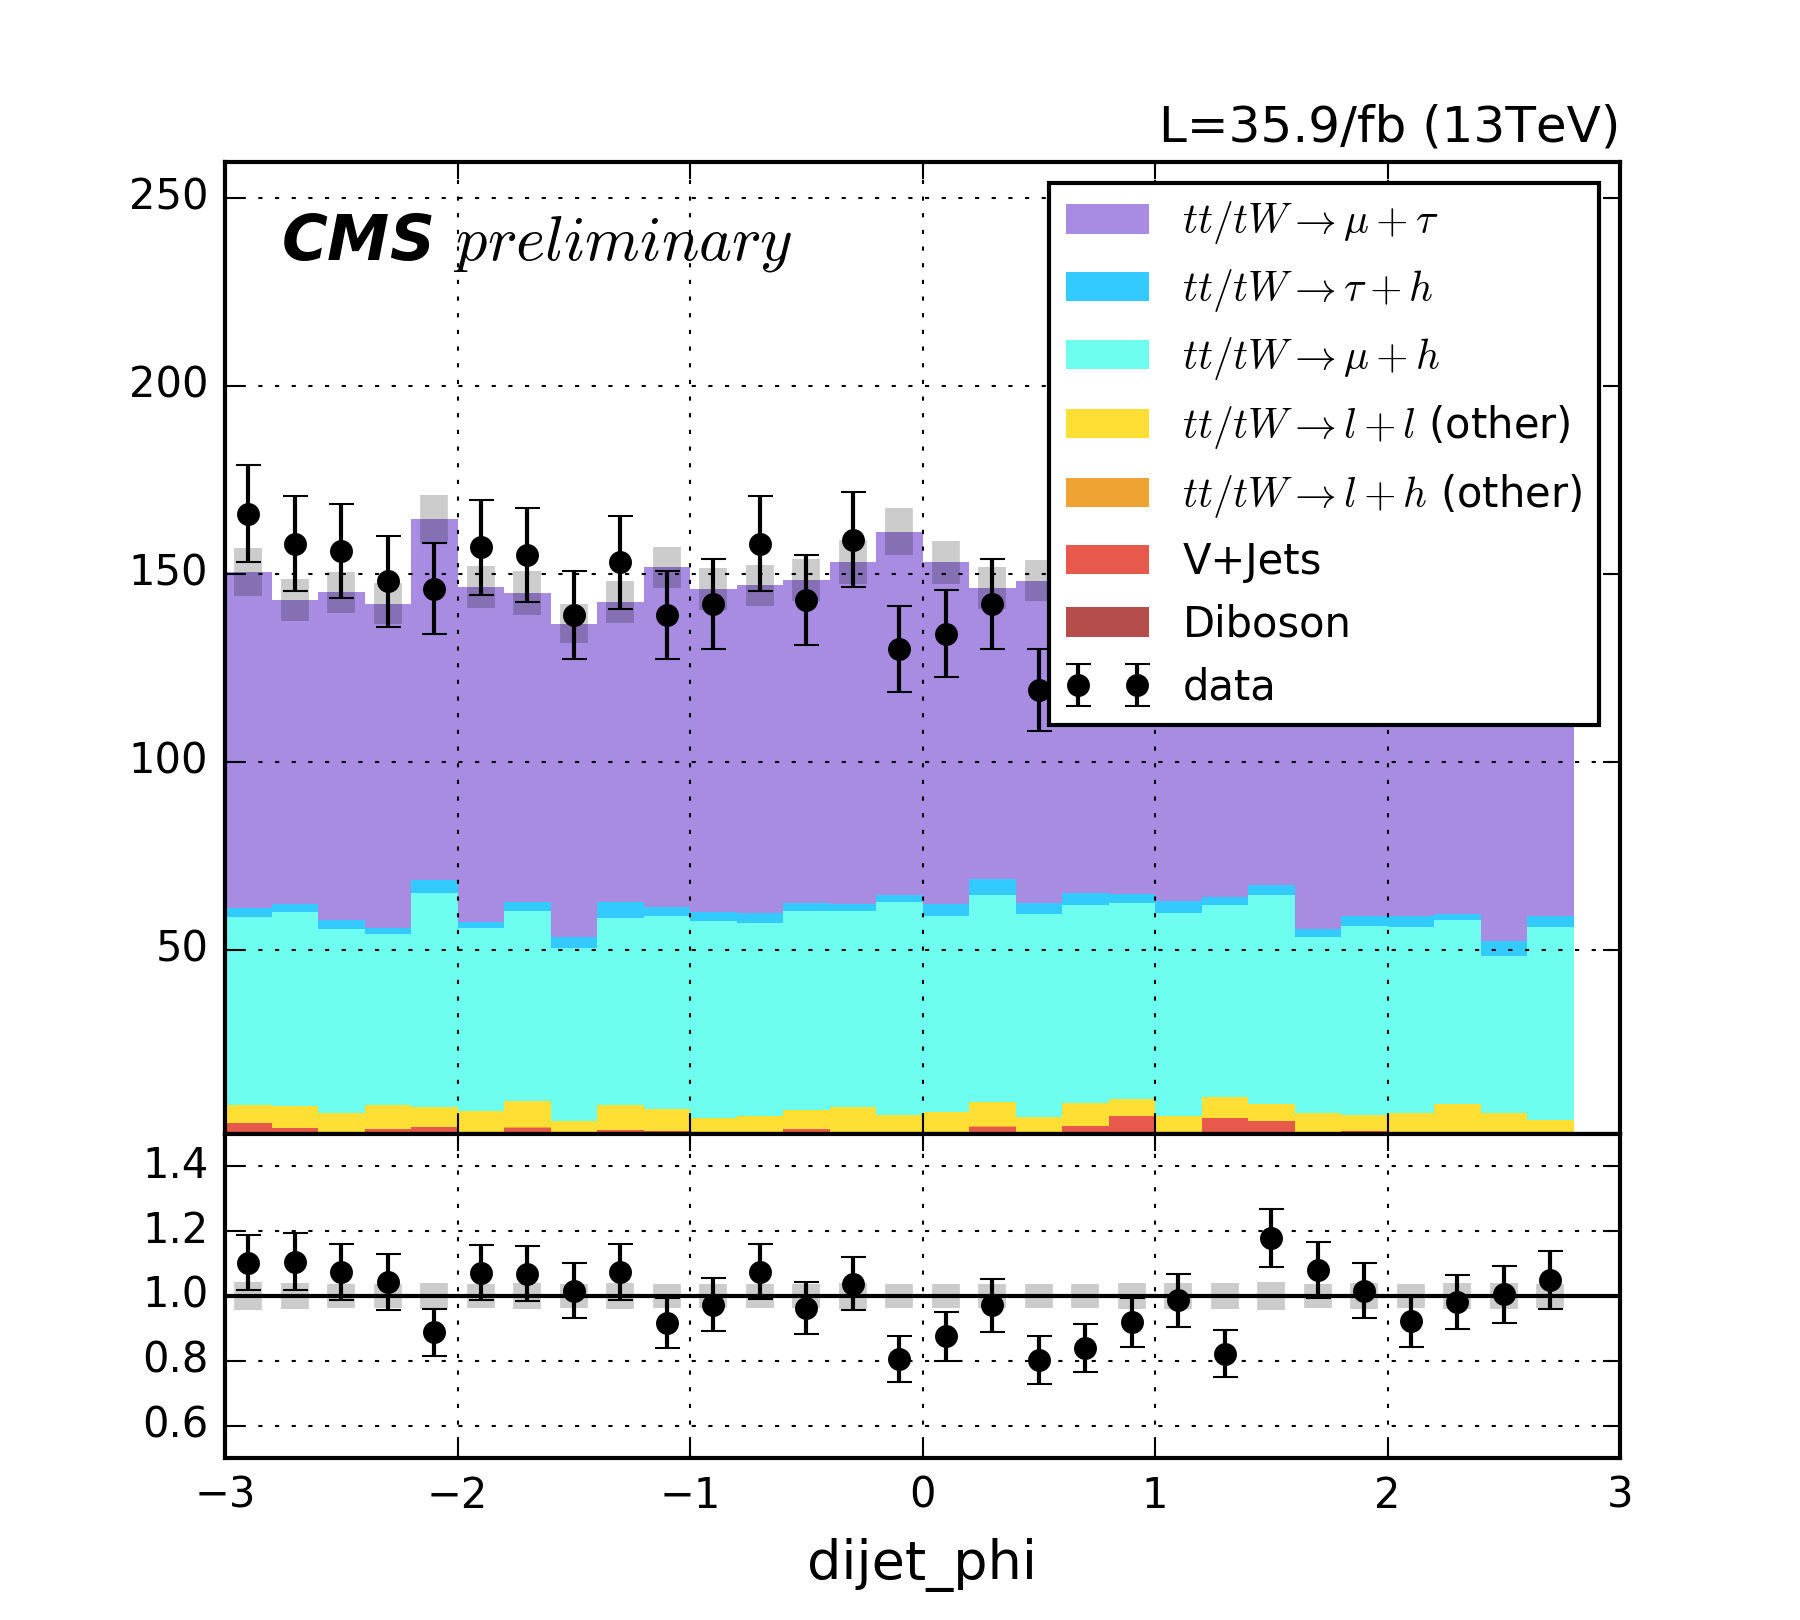 L=35.9/fb (13TeV)
CMS preliminary
250
200
150
100
50
tt/tW→μ+τ
tt/tW→τ+h
tt/tW→μ+h
tt/tW→l+l (other)
tt/tW→l+h (other)
V+Jets
Diboson
data
1.4
1.2
1.0
0.8
0.6
−3 −2 −1 0 1 2 3
dijet_phi